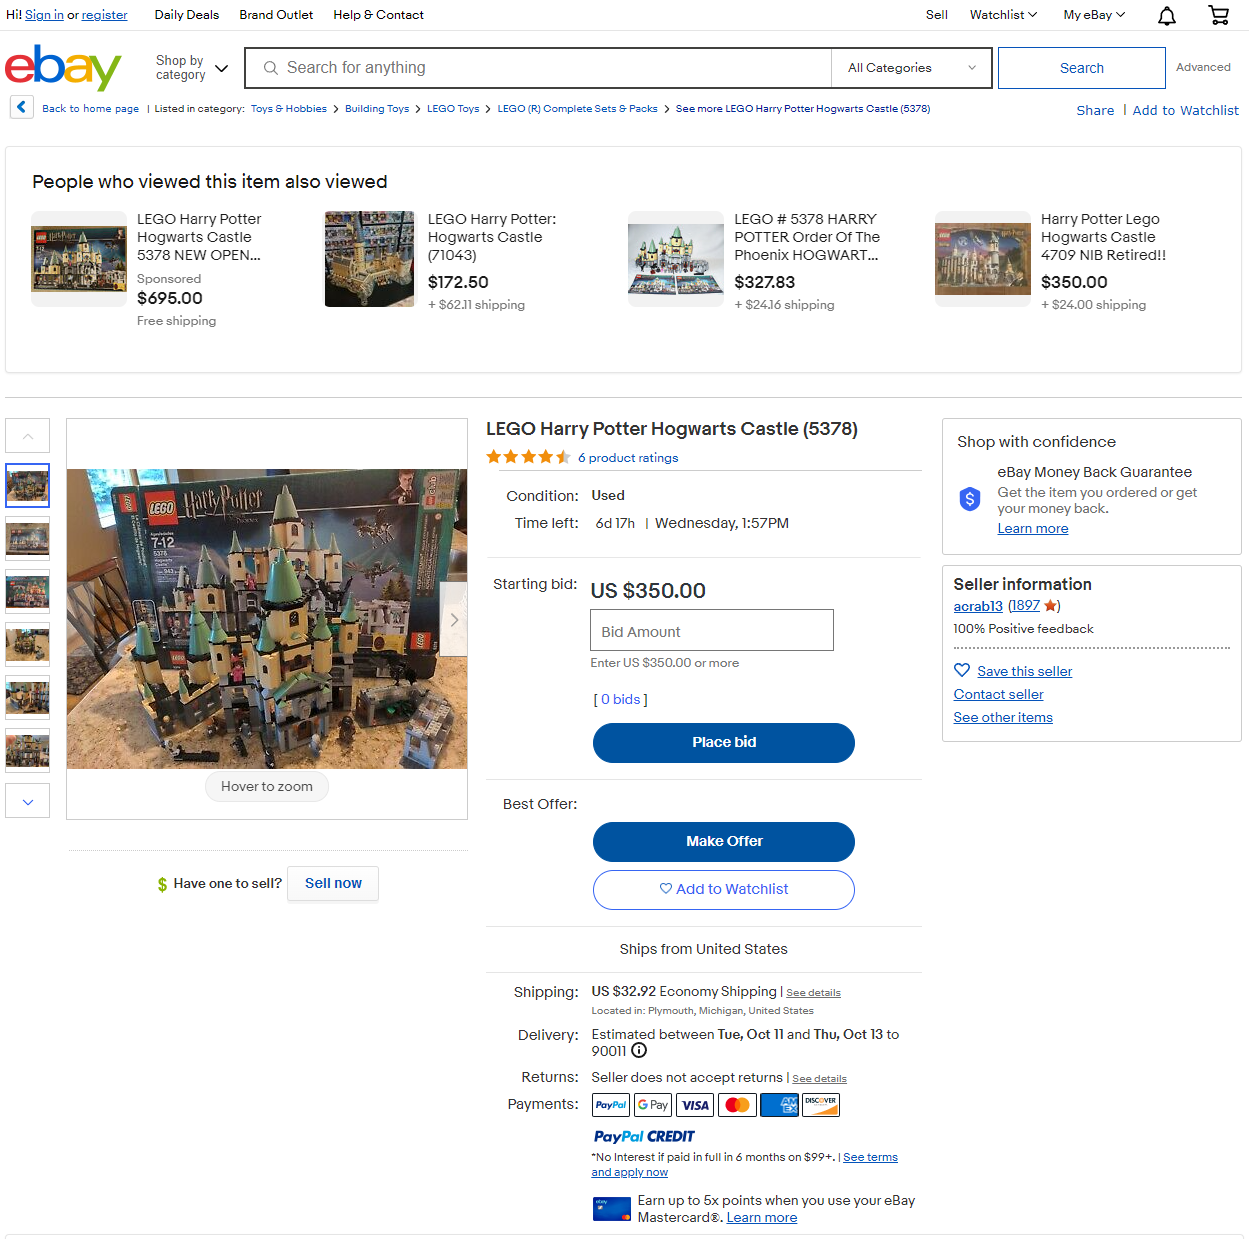 Hi! Sign in or register
Daily Deals
Brand Outlet
Help & Contact
Sell
Watchlist
My eBay
ebay
Shop by
category
Search for anything
All Categories
Search
Advanced
Back to home page | Listed in category: Toys & Hobbies > Building Toys > LEGO Toys > LEGO (R) Complete Sets & Packs > See more LEGO Harry Potter Hogwarts Castle (5378)
Share | Add to Watchlist
People who viewed this item also viewed
LEGO Harry Potter
Hogwarts Castle
5378 NEW OPEN...
Sponsored
$695.00
Free shipping
LEGO Harry Potter:
Hogwarts Castle
(71043)
$172.50
+ $62.11 shipping
LEGO # 5378 HARRY
POTTER Order Of The
Phoenix HOGWART...
$327.83
+ $24.16 shipping
Harry Potter Lego
Hogwarts Castle
4709 NIB Retired!!
$350.00
+ $24.00 shipping
LEGO
Harry Potter
7-12
5378
LEGO
LEGO
Hover to zoom
$ Have one to sell?
Sell now
LEGO Harry Potter Hogwarts Castle (5378)
6 product ratings
Condition: Used
Time left: 6d 17h | Wednesday, 1:57PM
Starting bid: US $350.00
Bid Amount
Enter US $350.00 or more
[ 0 bids ]
Place bid
Best Offer:
Make Offer
Add to Watchlist
Ships from United States
Shipping: US $32.92 Economy Shipping | See details
Located in: Plymouth, Michigan, United States
Delivery: Estimated between Tue, Oct 11 and Thu, Oct 13 to
90011
Returns: Seller does not accept returns | See details
Payments: PayPal G Pay VISA AM EX DISCOVER
PayPal CREDIT
*No Interest if paid in full in 6 months on $99+. | See terms
and apply now
Earn up to 5x points when you use your eBay
Mastercard®. Learn more
Shop with confidence
eBay Money Back Guarantee
Get the item you ordered or get
your money back.
Learn more
Seller information
acrab13 (1897)
100% Positive feedback
Save this seller
Contact seller
See other items